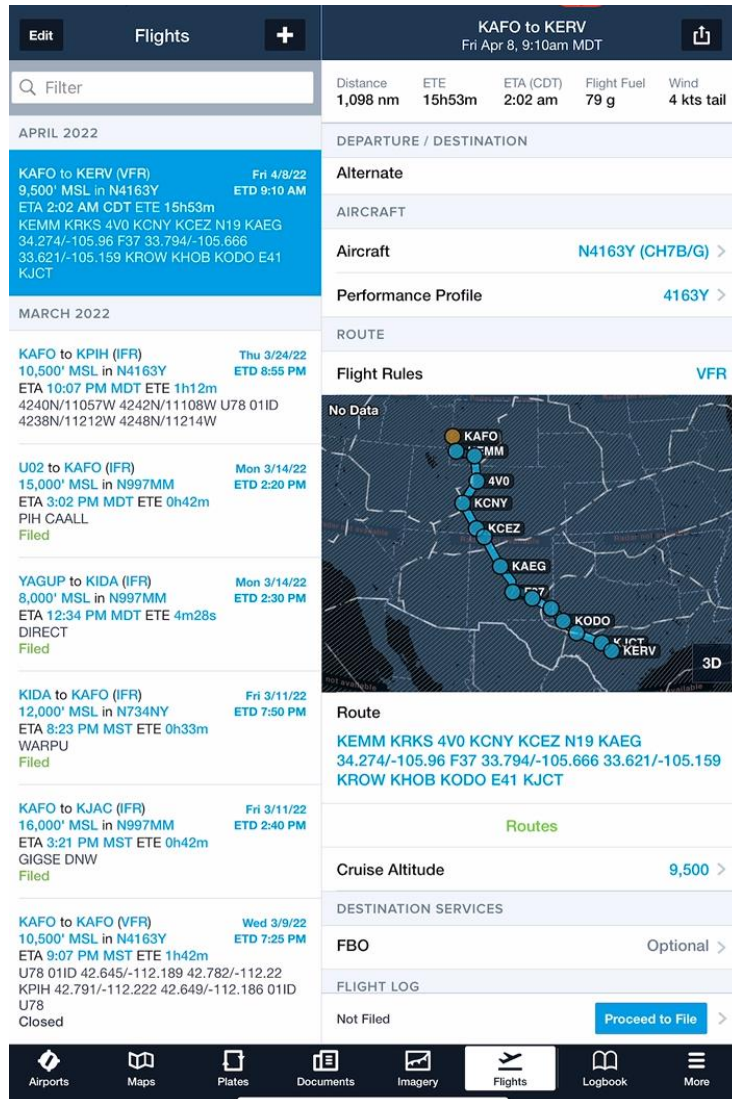 Edit
Flights
+
Filter
APRIL 2022
KAFO to KERV (VFR)
Fri 4/8/22
9,500' MSL in N4163Y
ETD 9:10 AM
ETA 2:02 AM CDT ETE 15h53m
KEMM KRKS 4V0 KCNY KCEZ N19 KAEG
34.274/-105.96 F37 33.794/-105.666
33.621/-105.159 KROW KHOB KODO E41
KJCT
MARCH 2022
KAFO to KPIH (IFR)
Thu 3/24/22
10,500' MSL in N4163Y
ETD 8:55 PM
ETA 10:07 PM MDT ETE 1h12m
4240N/11057W 4242N/11108W U78 01ID
4238N/11212W 4248N/11214W
U02 to KAFO (IFR)
Mon 3/14/22
15,000' MSL in N997MM
ETD 2:20 PM
ETA 3:02 PM MDT ETE 0h42m
PIH CAALL
Filed
YAGUP to KIDA (IFR)
Mon 3/14/22
8,000' MSL in N997MM
ETD 2:30 PM
ETA 12:34 PM MDT ETE 4m28s
DIRECT
Filed
KIDA to KAFO (IFR)
Fri 3/11/22
12,000' MSL in N734NY
ETD 7:50 PM
ETA 8:23 PM MST ETE 0h33m
WARPU
Filed
KAFO to KJAC (IFR)
Fri 3/11/22
16,000' MSL in N997MM
ETD 2:40 PM
ETA 3:21 PM MST ETE 0h42m
GIGSE DNW
Filed
KAFO to KAFO (VFR)
Wed 3/9/22
10,500' MSL in N4163Y
ETD 7:25 PM
ETA 9:07 PM MST ETE 1h42m
U78 01ID 42.645/-112.189 42.782/-112.22
KPIH 42.791/-112.222 42.649/-112.186 01ID
U78
Closed
KAFO to KERV
Fri Apr 8, 9:10am MDT
Distance ETE ETA (CDT) Flight Fuel Wind
1,098 nm 15h53m 2:02 am 79 g 4 kts tail
DEPARTURE / DESTINATION
Alternate
AIRCRAFT
Aircraft N4163Y (CH7B/G) >
Performance Profile 4163Y >
ROUTE
Flight Rules VFR
No Data
KAFO
4V0
KCNY
KCEZ
KAEG
KODO
KERV
3D
Route
KEMM KRKS 4V0 KCNY KCEZ N19 KAEG
34.274/-105.96 F37 33.794/-105.666 33.621/-105.159
KROW KHOB KODO E41 KJCT
Routes
Cruise Altitude 9,500 >
DESTINATION SERVICES
FBO Optional >
FLIGHT LOG
Not Filed Proceed to File >
Airports Maps Plates Documents Imagery Flights Logbook More